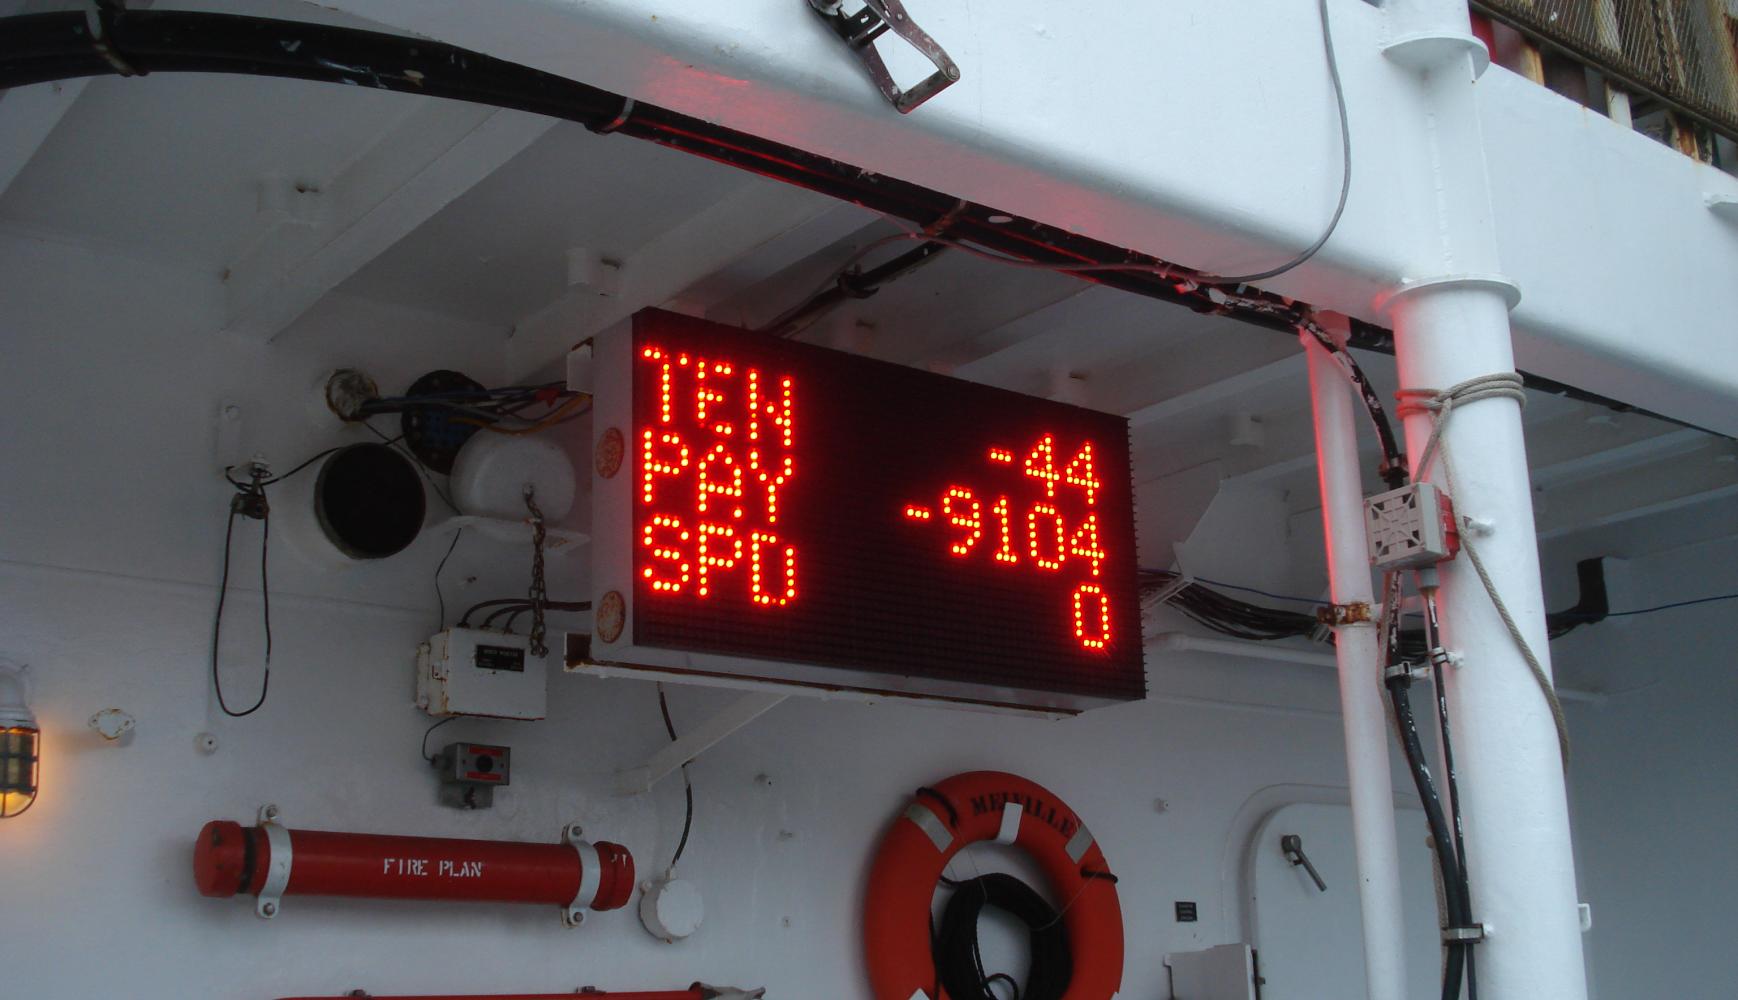 TEN -44
PAY -9104
SPD 0
FIRE PLAN
MELVILLE